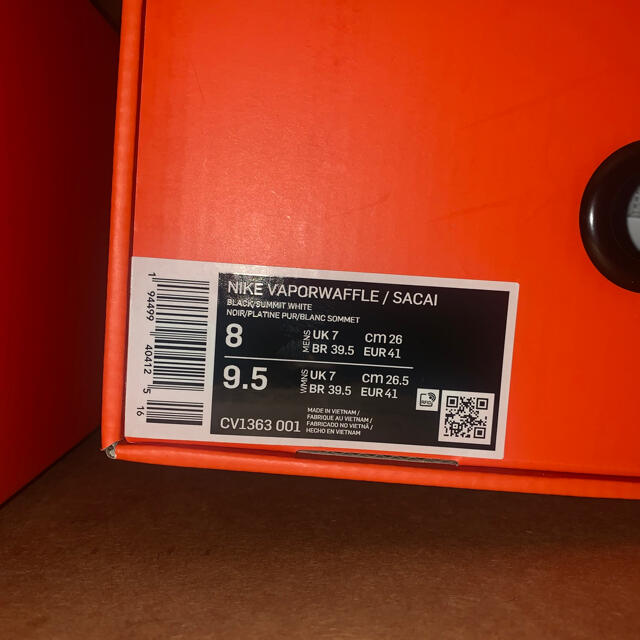 NIKE VAPORWAFFLE / SACAI
BLACK/SUMMIT WHITE
NOIR/PLATINE PUR/BLANC SOMMET
8 MENS UK 7 cm 26
BR 39.5 EUR 41
9.5 WMNS UK 7 cm 26.5
BR 39.5 EUR 41
CV1363 001
MADE IN VIETNAM /
FABRIQUE AU VIETNAM /
FABRICADO NO VIETNÃ /
HECHO EN VIETNAM
1 94499 40412 5
16